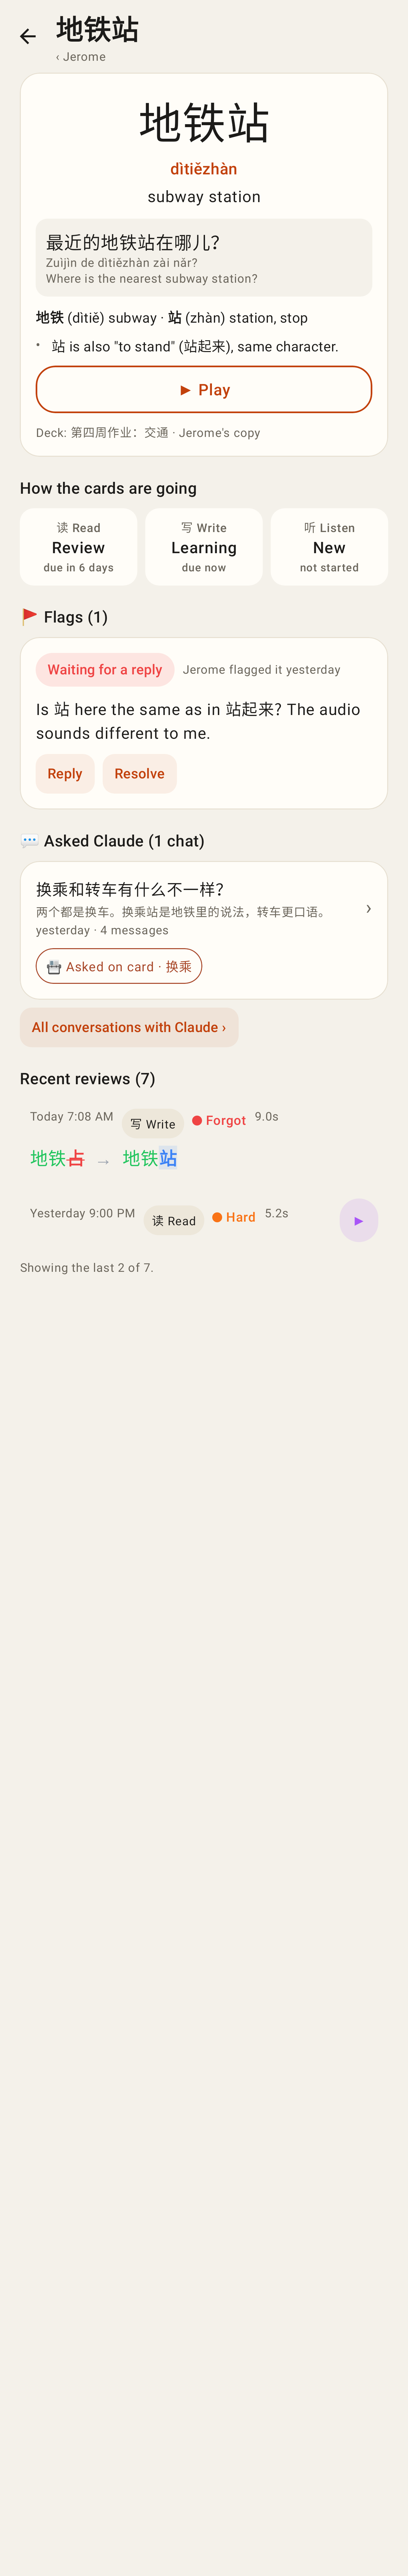 地铁站
‹ Jerome
地铁站
dìtiězhàn
subway station
最近的地铁站在哪儿？
Zuìjìn de dìtiězhàn zài nǎr?
Where is the nearest subway station?
地铁 (dìtiě) subway · 站 (zhàn) station, stop
• 站 is also "to stand" (站起来), same character.
► Play
Deck: 第四周作业：交通 · Jerome's copy
How the cards are going
读 Read
Review
due in 6 days
写 Write
Learning
due now
听 Listen
New
not started
Flags (1)
Waiting for a reply Jerome flagged it yesterday
Is 站 here the same as in 站起来? The audio
sounds different to me.
Reply Resolve
Asked Claude (1 chat)
换乘和转车有什么不一样？
两个都是换车。换乘站是地铁里的说法，转车更口语。
yesterday · 4 messages
Asked on card · 换乘
All conversations with Claude ›
Recent reviews (7)
Today 7:08 AM 写 Write Forgot 9.0s
地铁占 → 地铁站
Yesterday 9:00 PM 读 Read Hard 5.2s
Showing the last 2 of 7.